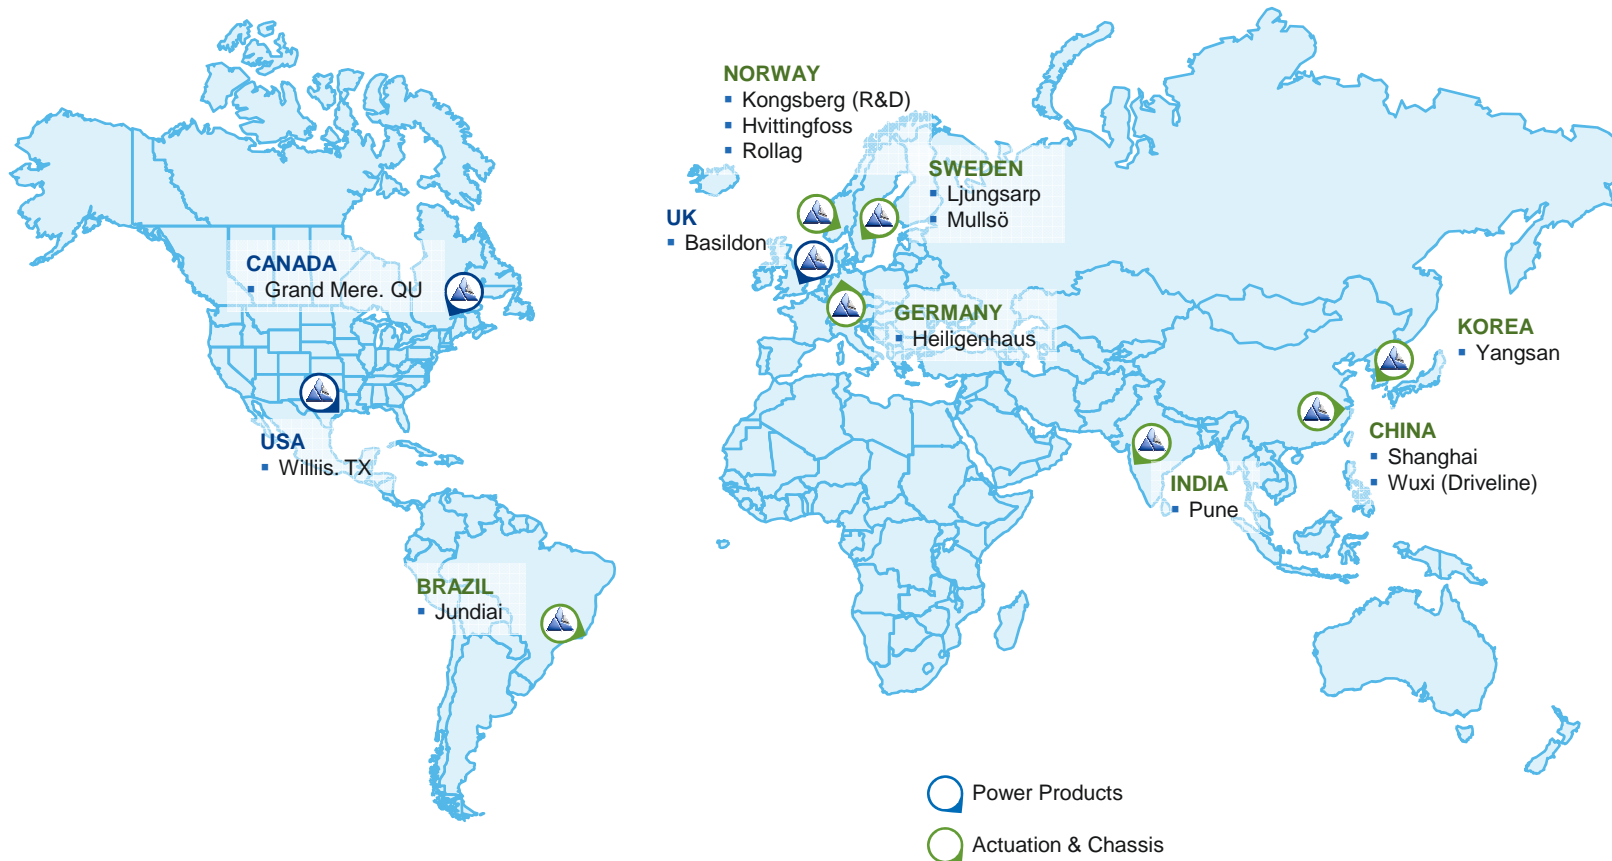 NORWAY
▪ Kongsberg (R&D)
▪ Hvittingfoss
▪ Rollag
SWEDEN
▪ Ljungsarp
▪ Mullsö
UK
▪ Basildon
CANADA
▪ Grand Mere. QU
GERMANY
▪ Heiligenhaus
KOREA
▪ Yangsan
USA
▪ Williis. TX
CHINA
▪ Shanghai
▪ Wuxi (Driveline)
INDIA
▪ Pune
BRAZIL
▪ Jundiai
Power Products
Actuation & Chassis